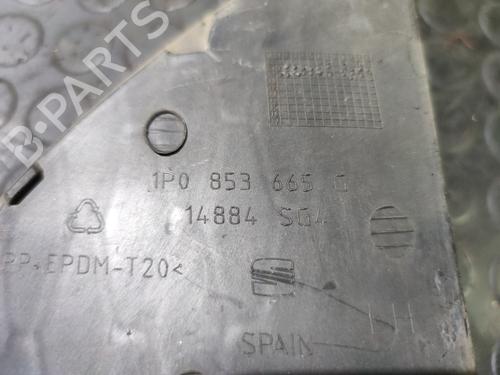 B-PARTS
1P0 853 665 G
14884 SG4
PP+EPDM-T20<
LH
SPAIN